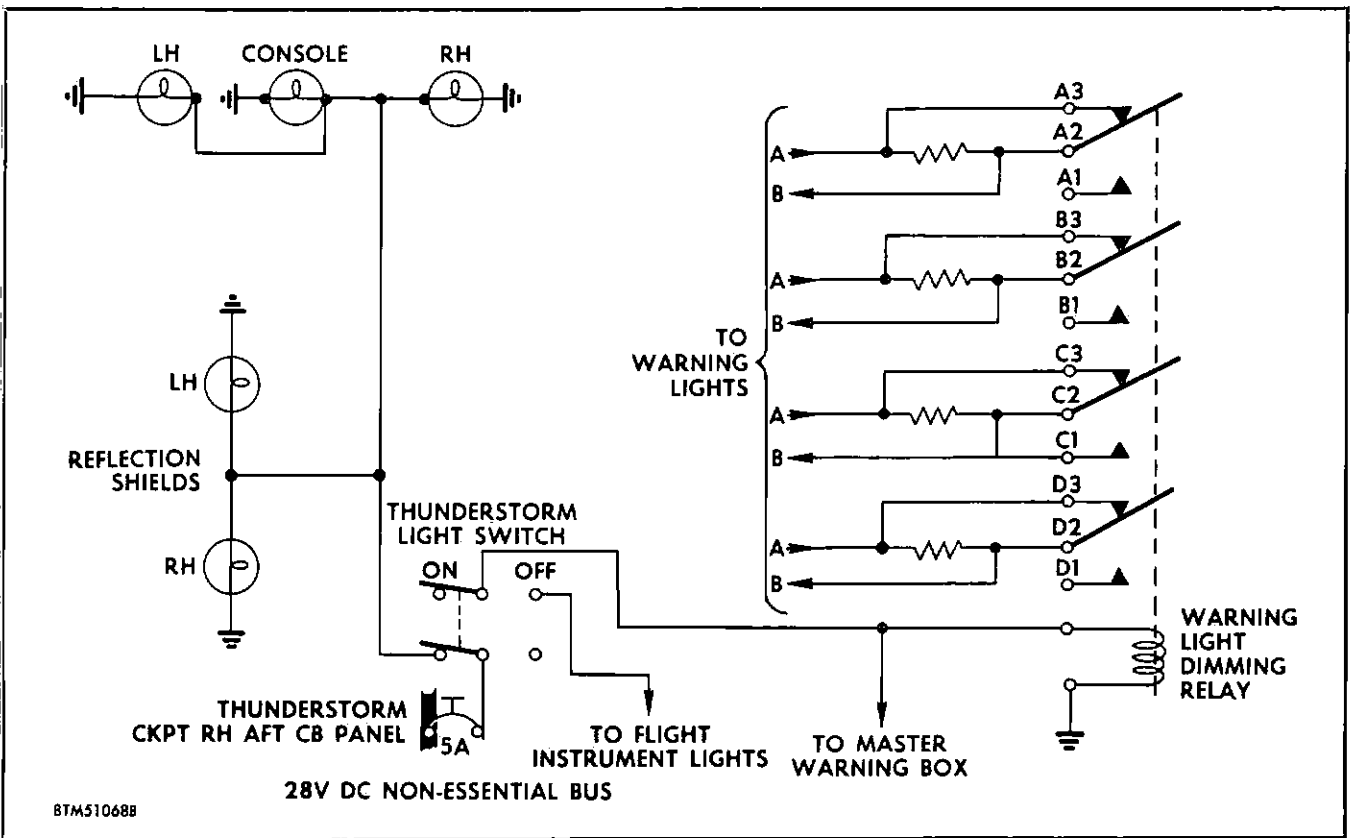 LH CONSOLE RH
A3
A2
A
A1
B
B3
B2
A
B1
B
TO
WARNING
LIGHTS
C3
C2
A
C1
B
D3
D2
A
D1
B
LH
REFLECTION
SHIELDS
RH
THUNDERSTORM
LIGHT SWITCH
ON OFF
WARNING
LIGHT
DIMMING
RELAY
THUNDERSTORM
CKPT RH AFT CB PANEL
5A
TO FLIGHT
INSTRUMENT LIGHTS
TO MASTER
WARNING BOX
28V DC NON-ESSENTIAL BUS
BTM51068B